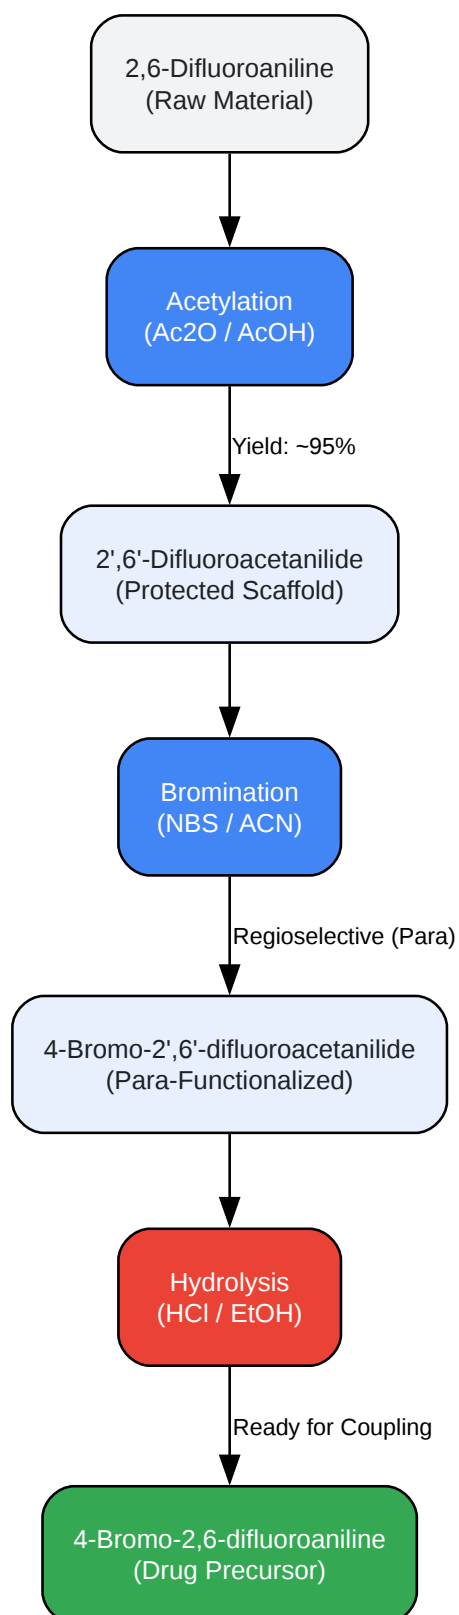 2,6-Difluoroaniline
(Raw Material)
Acetylation
(Ac2O / AcOH)
Yield: ~95%
2',6'-Difluoroacetanilide
(Protected Scaffold)
Bromination
(NBS / ACN)
Regioselective (Para)
4-Bromo-2',6'-difluoroacetanilide
(Para-Functionalized)
Hydrolysis
(HCl / EtOH)
Ready for Coupling
4-Bromo-2,6-difluoroaniline
(Drug Precursor)